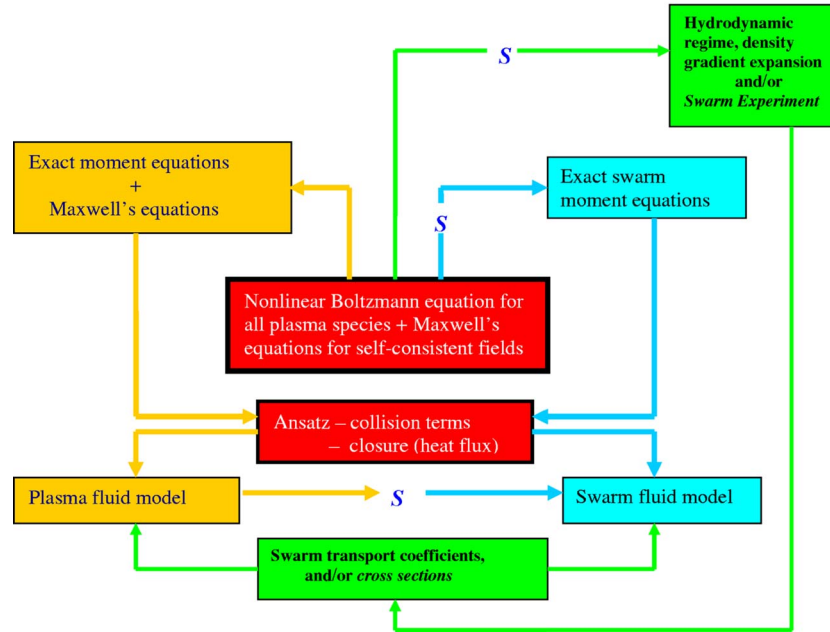 Hydrodynamic
regime, density
gradient expansion
and/or
Swarm Experiment
S
Exact moment equations
+
Maxwell's equations
Exact swarm
moment equations
S
Nonlinear Boltzmann equation for
all plasma species + Maxwell's
equations for self-consistent fields
Ansatz – collision terms
– closure (heat flux)
Plasma fluid model
S
Swarm fluid model
Swarm transport coefficients,
and/or cross sections